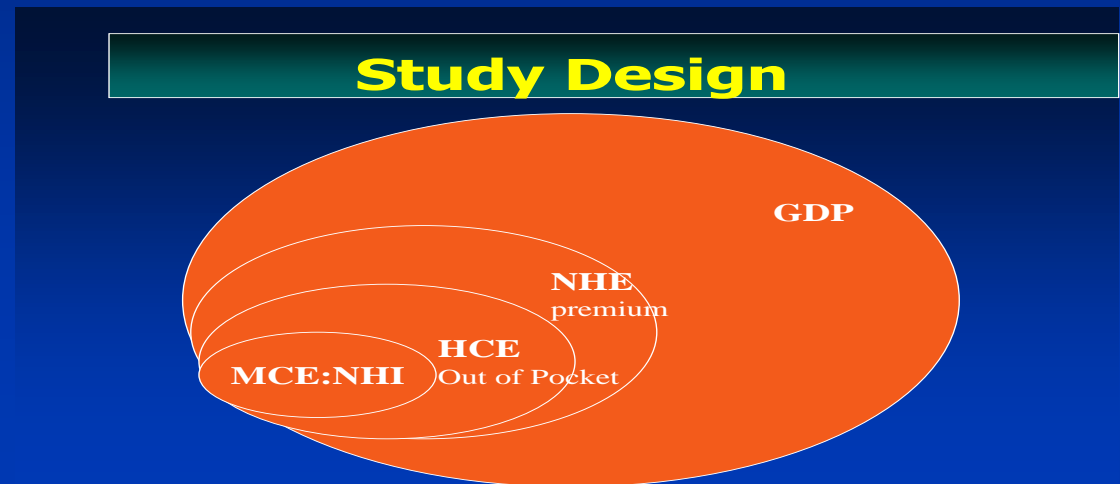 Study Design
GDP
NHE
premium
HCE
Out of Pocket
MCE:NHI